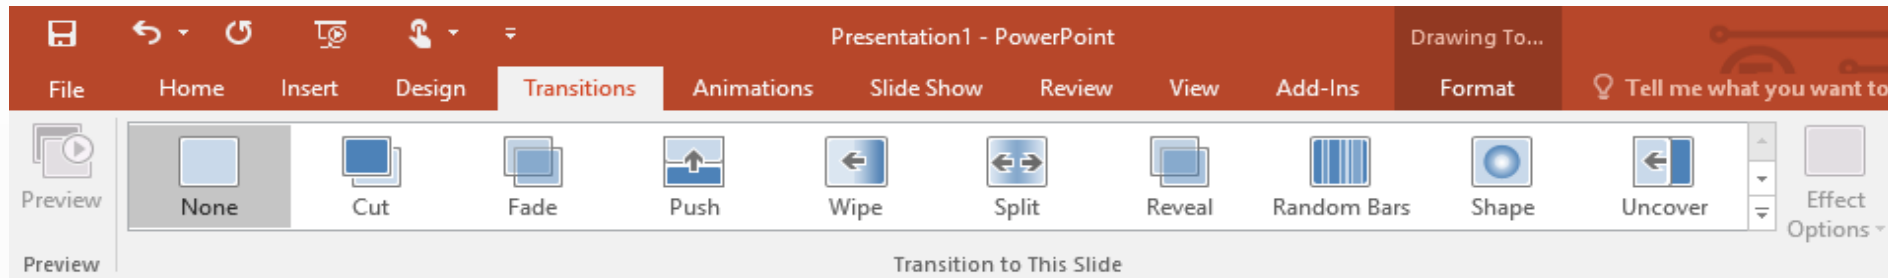 Presentation1 - PowerPoint Drawing To...
File Home Insert Design Transitions Animations Slide Show Review View Add-Ins Format Tell me what you want to
Preview None Cut Fade Push Wipe Split Reveal Random Bars Shape Uncover Effect
Options
Preview Transition to This Slide